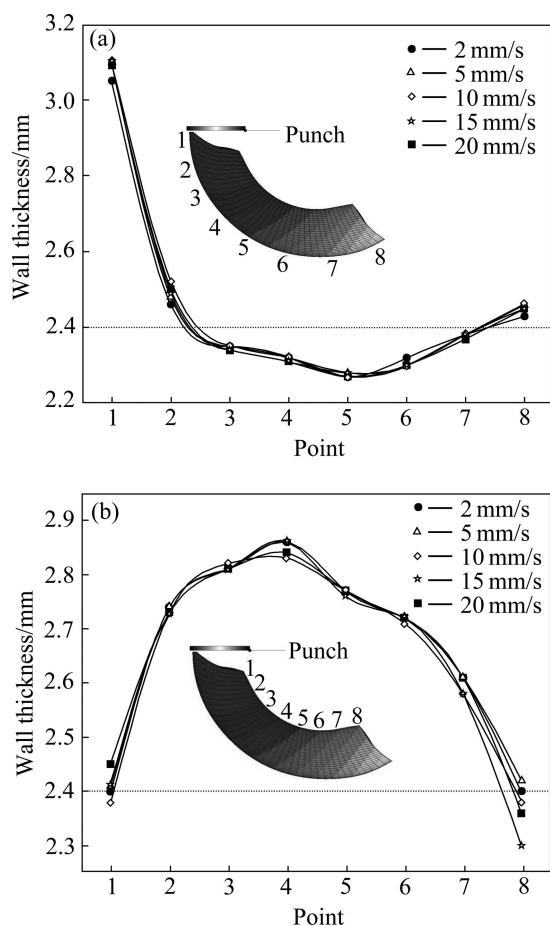 (a)
2 mm/s
5 mm/s
10 mm/s
15 mm/s
20 mm/s
Punch
1
2
3
4
5
6
7
8
Wall thickness/mm
3.2
3.0
2.8
2.6
2.4
2.2
1 2 3 4 5 6 7 8
Point
(b)
2 mm/s
5 mm/s
10 mm/s
15 mm/s
20 mm/s
Punch
1
2
3
4 5 6 7 8
Wall thickness/mm
2.9
2.8
2.7
2.6
2.5
2.4
2.3
1 2 3 4 5 6 7 8
Point